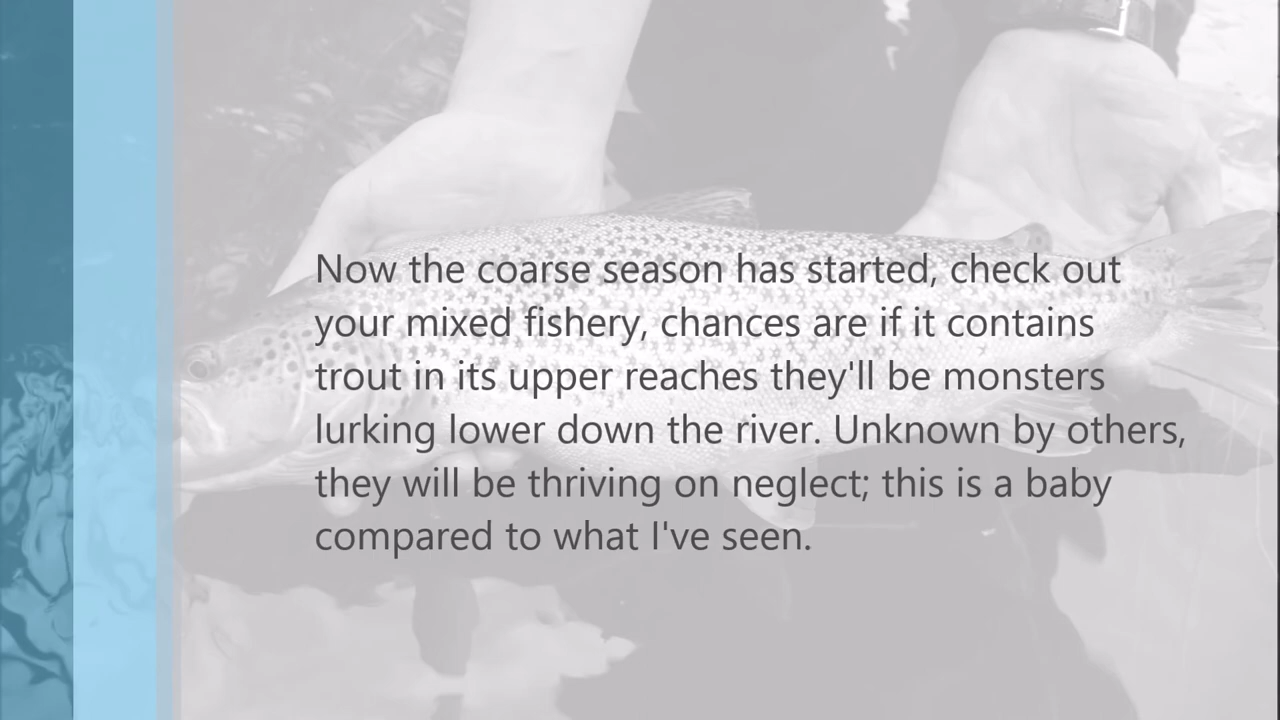 Now the coarse season has started, check out
your mixed fishery, chances are if it contains
trout in its upper reaches they'll be monsters
lurking lower down the river. Unknown by others,
they will be thriving on neglect; this is a baby
compared to what I've seen.